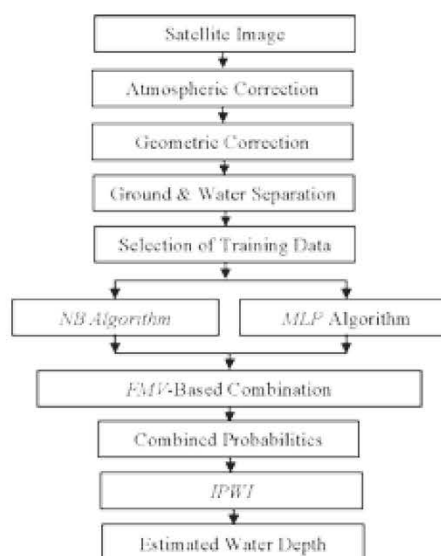 Satellite Image
Atmospheric Correction
Geometric Correction
Ground & Water Separation
Selection of Training Data
NB Algorithm
MLP Algorithm
FMV-Based Combination
Combined Probabilities
IPWI
Estimated Water Depth